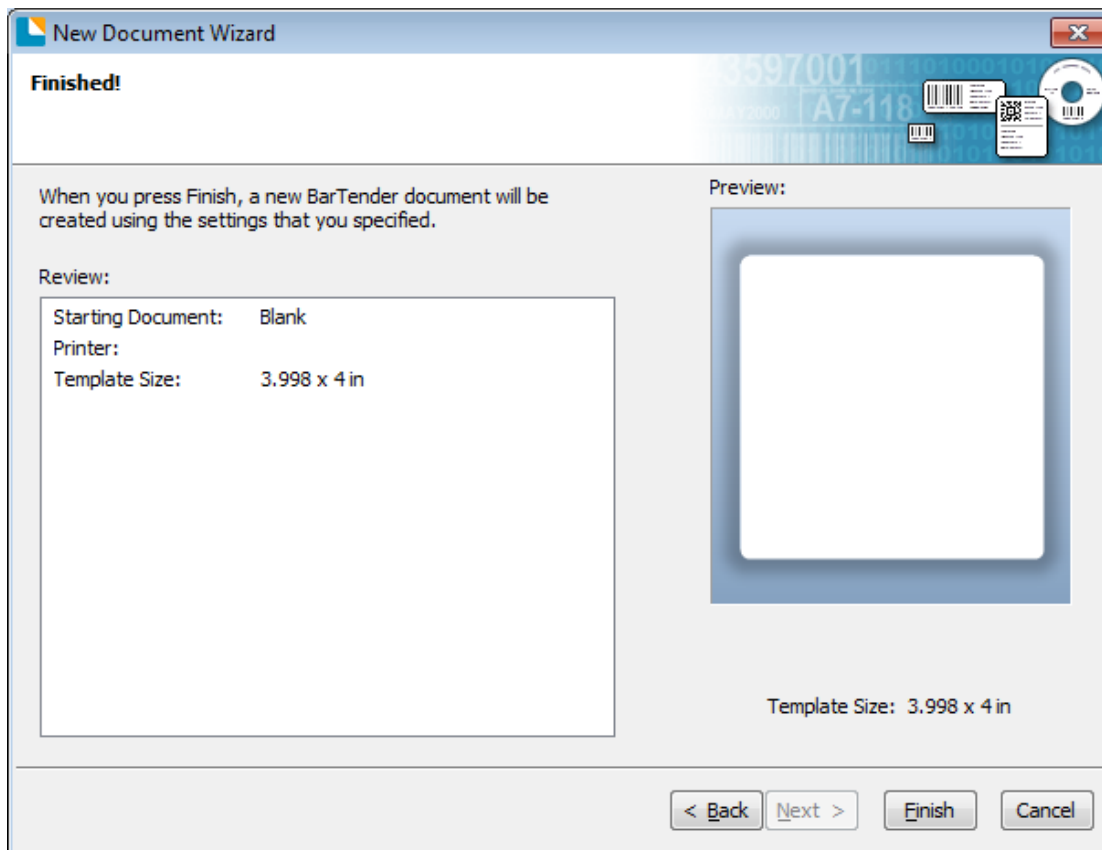 New Document Wizard
Finished!
3597001
01110100010
A7-118
MAY2000
When you press Finish, a new BarTender document will be
created using the settings that you specified.
Preview:
Review:
Starting Document: Blank
Printer:
Template Size: 3.998 x 4 in
Template Size: 3.998 x 4 in
< Back
Next >
Finish
Cancel